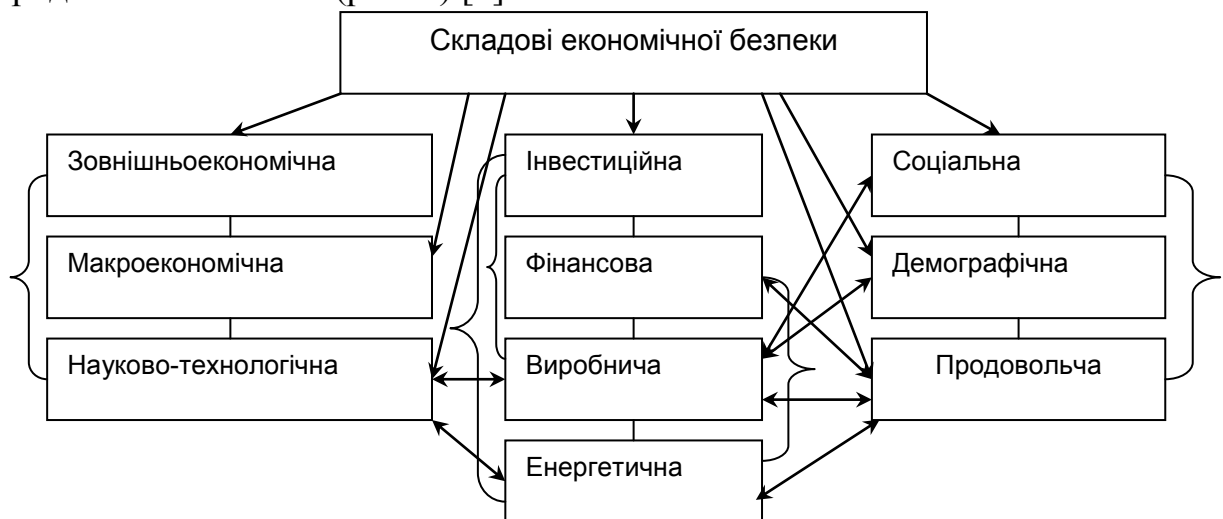 Складові економічної безпеки
Зовнішньоекономічна
Інвестиційна
Соціальна
Макроекономічна
Фінансова
Демографічна
Науково-технологічна
Виробнича
Продовольча
Енергетична